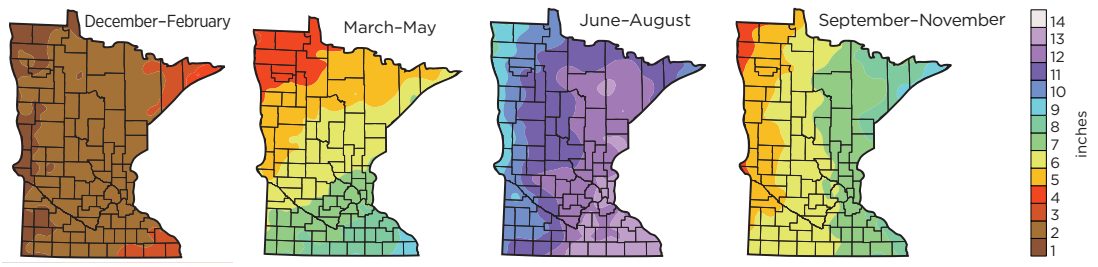 December–February
March–May
June–August
September–November
14
13
12
11
10
9
8
7
6
5
4
3
2
1
inches